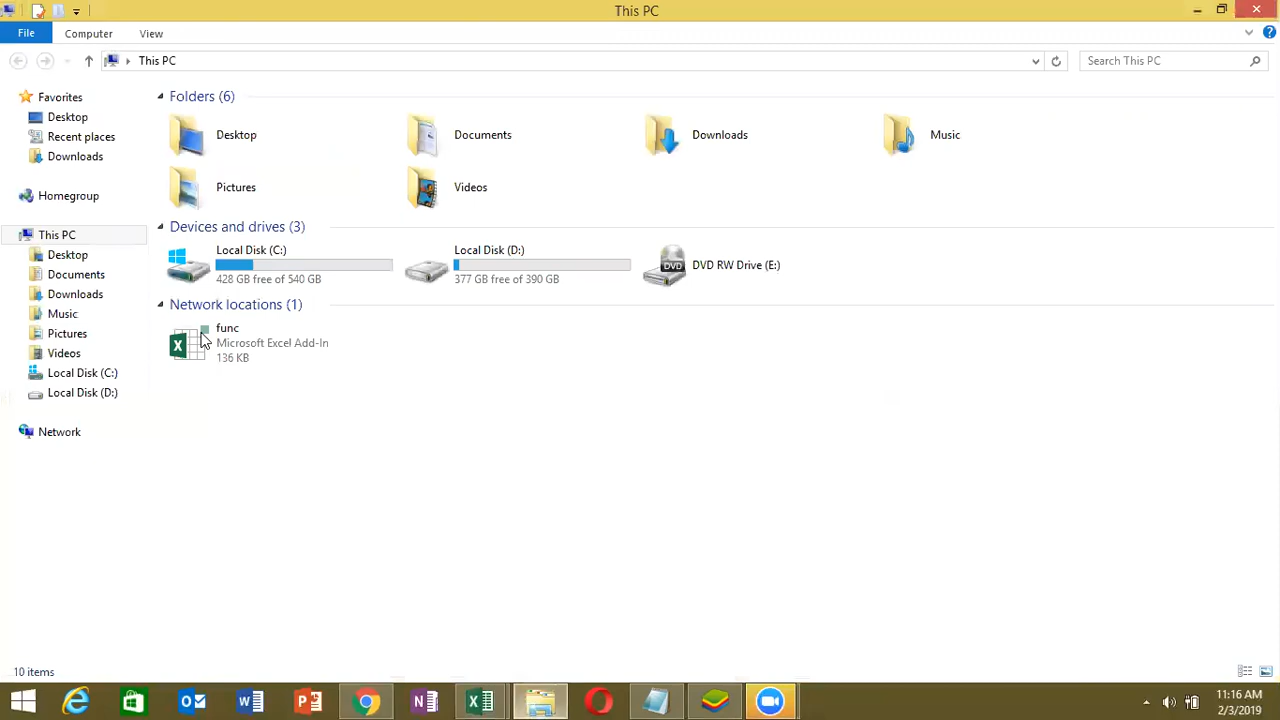 This PC
File
Computer
View
This PC
Search This PC
Favorites
Desktop
Recent places
Downloads
Homegroup
This PC
Desktop
Documents
Downloads
Music
Pictures
Videos
Local Disk (C:)
Local Disk (D:)
Network
Folders (6)
Desktop
Documents
Downloads
Music
Pictures
Videos
Devices and drives (3)
Local Disk (C:)
428 GB free of 540 GB
Local Disk (D:)
377 GB free of 390 GB
DVD
DVD RW Drive (E:)
Network locations (1)
func
Microsoft Excel Add-In
136 KB
10 items
11:16 AM
2/3/2019